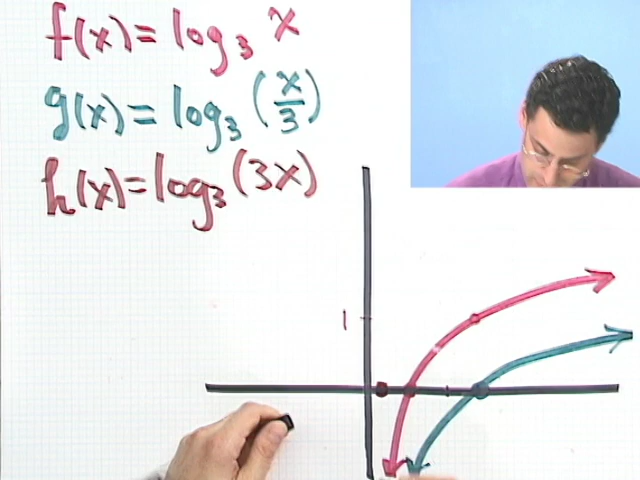 f(x) = log₃ x
g(x) = log₃ (x/3)
h(x) = log₃ (3x)
1